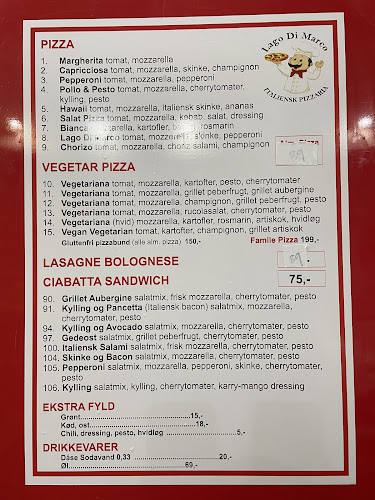 PIZZA
Lago Di Marco
ITALIENSK PIZZARIA
1. Margherita tomat, mozzarella
2. Capricciosa tomat, mozzarella, skinke, champignon
3. Pepperoni tomat, mozzarella, pepperoni
4. Pollo & Pesto tomat, mozzarella, cherrytomater,
kylling, pesto
5. Hawaii tomat, mozzarella, italiensk skinke, ananas
6. Salat Pizza tomat, mozzarella, kebab, salat, dressing
7. Bianca mozzarella, kartofler, rosmarin
8. Lago Di Marco tomat, mozzarella, skinke, pepperoni
9. Chorizo tomat, mozzarella, chorizo salami, champignon
Alm. Pizza
89,-
VEGETAR PIZZA
10. Vegetariana tomat, mozzarella, kartofler, pesto, cherrytomater
11. Vegetariana tomat, mozzarella, grillet peberfrugt, grillet aubergine
12. Vegetariana tomat, mozzarella, champignon, grillet peberfrugt, pesto
13. Vegetariana tomat, mozzarella, rucolasalat, cherrytomater, pesto
14. Vegetariana (hvid) mozzarella, kartofler, rosmarin, artiskok, hvidløg
15. Vegan Vegetarian tomat, kartofler, champignon, grillet artiskok
Gluttenfri pizzabund (alle alm. pizza) 150,- Famlie Pizza 199,-
LASAGNE BOLOGNESE
89
CIABATTA SANDWICH
75,-
90. Grillet Aubergine salatmix, frisk mozzarella, cherrytomater, pesto
91. Kylling og Pancetta (Italiensk bacon) salatmix, mozzarella,
cherrytomater, pesto
94. Kylling og Avocado salatmix, mozzarella, cherrytomater, pesto
97. Gedeost salatmix, grillet peberfrugt, cherrytomater, pesto
100. Italiensk Salami salatmix, frisk mozzarella, cherrytomater, pesto
104. Skinke og Bacon salatmix, mozzarella, cherrytomater, pesto
105. Pepperoni salatmix, mozzarella, pepperoni, skinke, cherrytomater,
pesto
106. Kylling salatmix, kylling, cherrytomater, karry-mango dressing
EKSTRA FYLD
Grønt...15,-
Kød, ost...18,-
Chili, dressing, pesto, hvidløg ...5,-
DRIKKEVARER
Dåse Sodavand 0,33 ...20,-
Øl...69,-